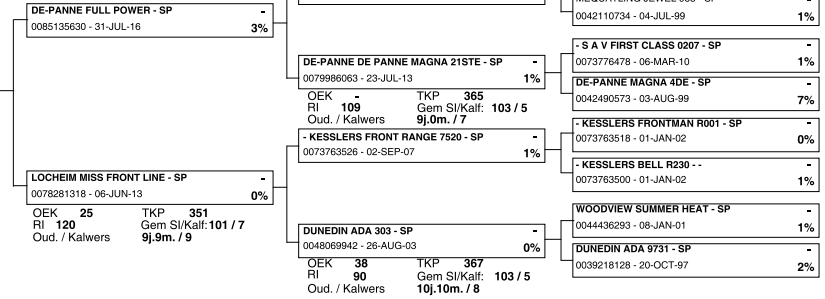 DE-PANNE FULL POWER - SP -
0085135630 - 31-JUL-16 3%
LOCHEIM MISS FRONT LINE - SP -
0078281318 - 06-JUN-13 0%
OEK 25 TKP 351
RI 120 Gem SI/Kalf: 101 / 7
Oud. / Kalwers 9j.9m. / 9
DE-PANNE DE PANNE MAGNA 21STE - SP -
0079986063 - 23-JUL-13 1%
OEK - TKP 365
RI 109 Gem SI/Kalf: 103 / 5
Oud. / Kalwers 9j.0m. / 7
- KESSLERS FRONT RANGE 7520 - SP -
0073763526 - 02-SEP-07 1%
DUNEDIN ADA 303 - SP -
0048069942 - 26-AUG-03 0%
OEK 38 TKP 367
RI 90 Gem SI/Kalf: 103 / 5
Oud. / Kalwers 10j.10m. / 8
0042110734 - 04-JUL-99 1%
- S A V FIRST CLASS 0207 - SP -
0073776478 - 06-MAR-10 1%
DE-PANNE MAGNA 4DE - SP -
0042490573 - 03-AUG-99 7%
- KESSLERS FRONTMAN R001 - SP -
0073763518 - 01-JAN-02 0%
- KESSLERS BELL R230 - - -
0073763500 - 01-JAN-02 1%
WOODVIEW SUMMER HEAT - SP -
0044436293 - 08-JAN-01 1%
DUNEDIN ADA 9731 - SP -
0039218128 - 20-OCT-97 2%